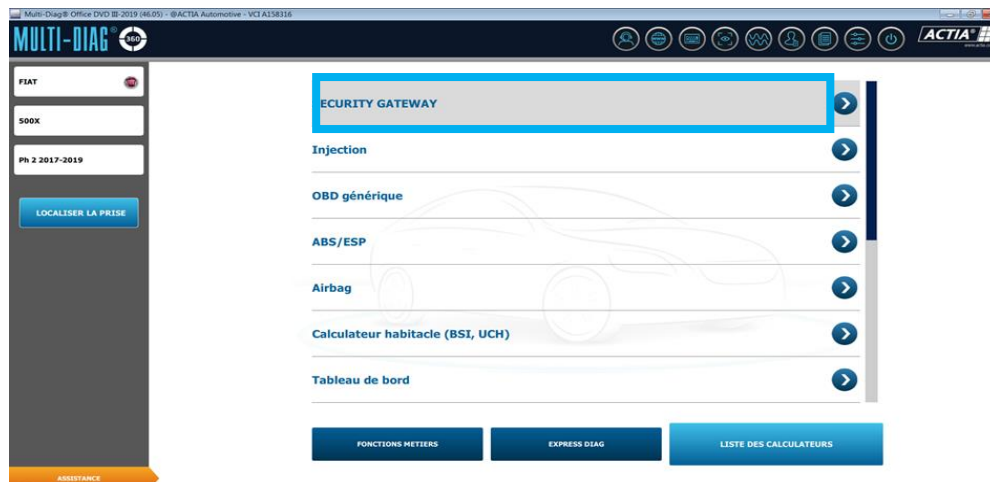 Multi-Diag® Office DVD III-2019 (46.05) - @ACTIA Automotive - VCI A158316
MULTI-DIAG® 360
ACTIA®
FIAT
500X
Ph 2 2017-2019
LOCALISER LA PRISE
ECURITY GATEWAY
Injection
OBD générique
ABS/ESP
Airbag
Calculateur habitacle (BSI, UCH)
Tableau de bord
FONCTIONS METIERS
EXPRESS DIAG
LISTE DES CALCULATEURS
ASSISTANCE